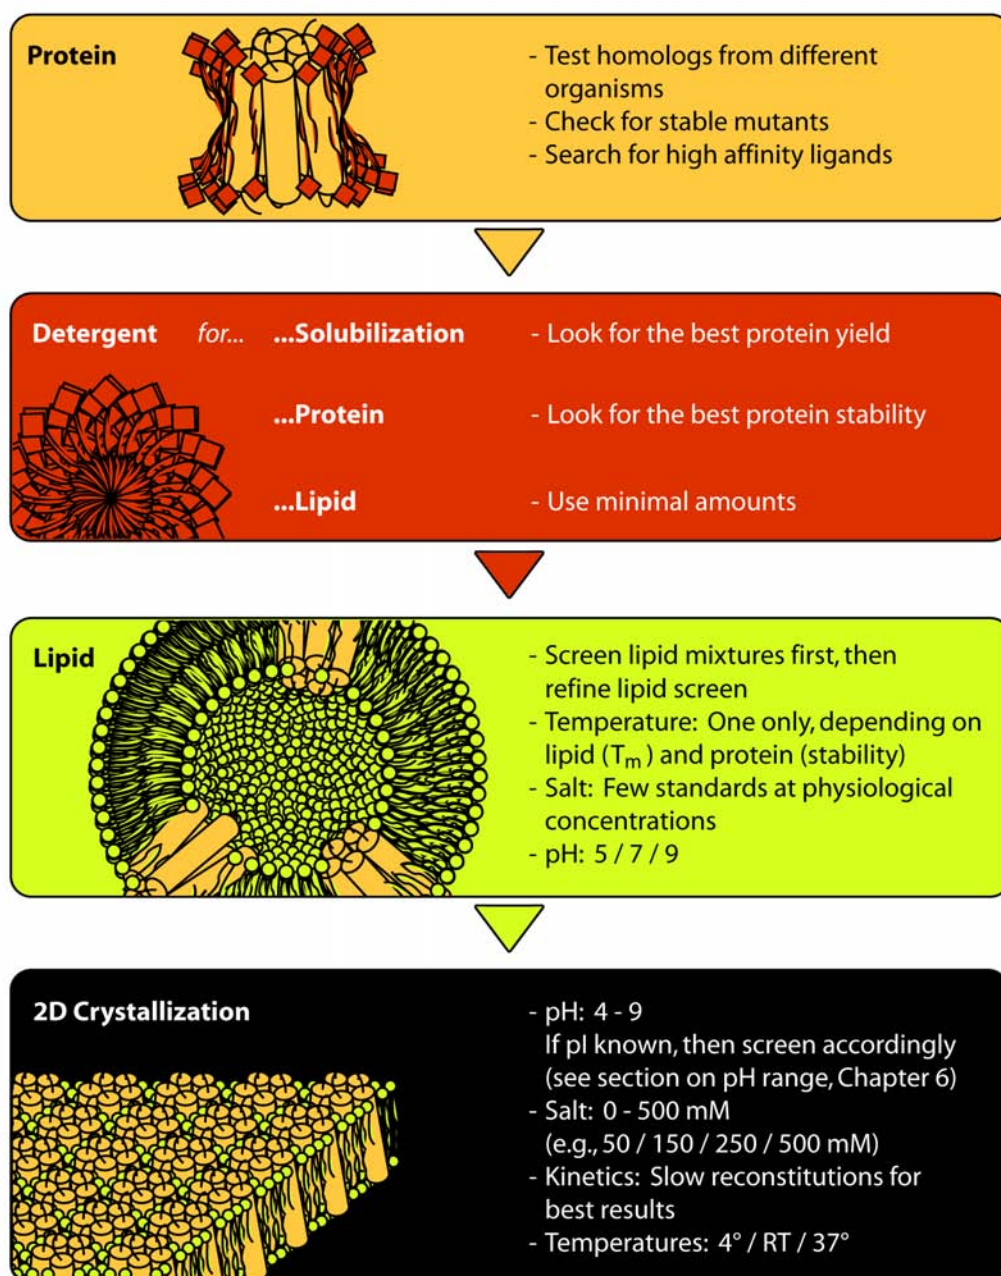 Protein
- Test homologs from different
organisms
- Check for stable mutants
- Search for high affinity ligands
Detergent for... ...Solubilization - Look for the best protein yield
...Protein - Look for the best protein stability
...Lipid - Use minimal amounts
Lipid
- Screen lipid mixtures first, then
refine lipid screen
- Temperature: One only, depending on
lipid (Tm) and protein (stability)
- Salt: Few standards at physiological
concentrations
- pH: 5 / 7 / 9
2D Crystallization
- pH: 4 - 9
If pI known, then screen accordingly
(see section on pH range, Chapter 6)
- Salt: 0 - 500 mM
(e.g., 50 / 150 / 250 / 500 mM)
- Kinetics: Slow reconstitutions for
best results
- Temperatures: 4° / RT / 37°